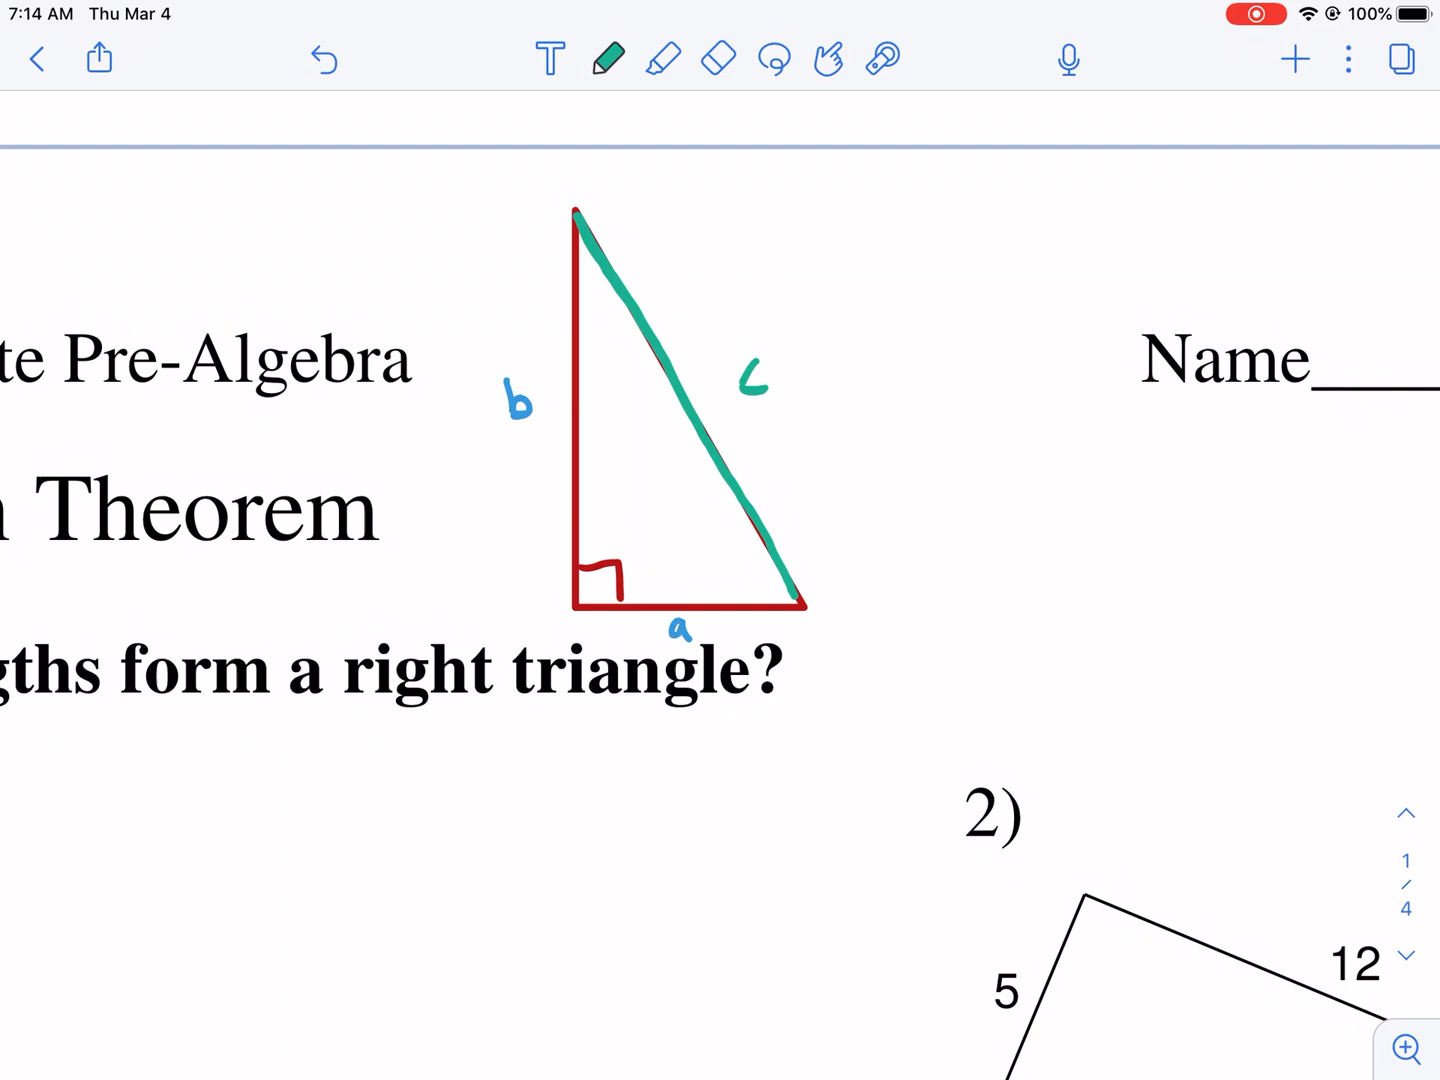 7:14 AM Thu Mar 4
100%
te Pre-Algebra
b
c
Name
Theorem
a
gths form a right triangle?
2)
1
/
4
5
12